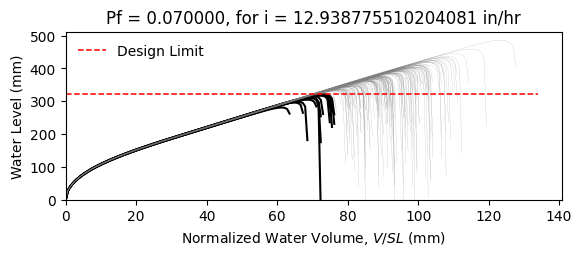 Pf = 0.070000, for i = 12.938775510204081 in/hr
500
400
300
200
100
0
Water Level (mm)
Design Limit
0 20 40 60 80 100 120 140
Normalized Water Volume, V/SL (mm)